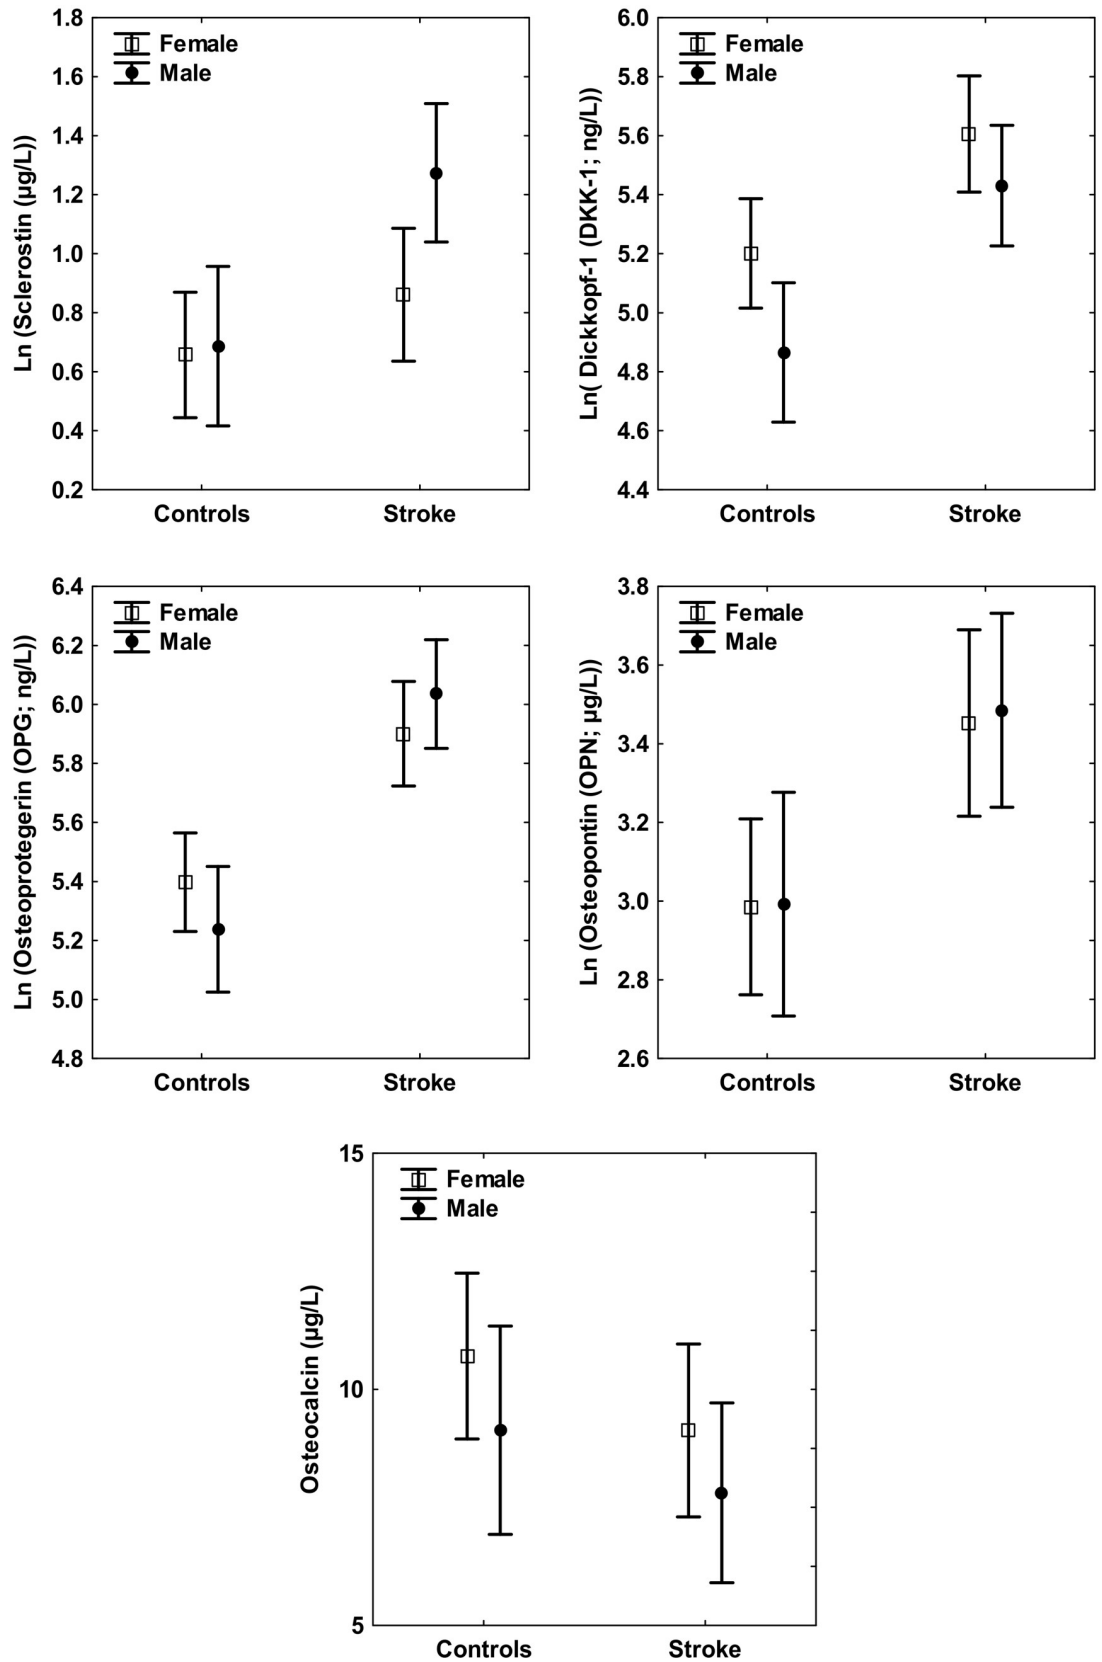 Ln (Sclerostin (µg/L))
1.8
1.6
1.4
1.2
1.0
0.8
0.6
0.4
0.2
Female
Male
Controls Stroke
Ln( Dickkopf-1 (DKK-1; ng/L))
6.0
5.8
5.6
5.4
5.2
5.0
4.8
4.6
4.4
Female
Male
Controls Stroke
Ln (Osteoprotegerin (OPG; ng/L))
6.4
6.2
6.0
5.8
5.6
5.4
5.2
5.0
4.8
Female
Male
Controls Stroke
Ln (Osteopontin (OPN; µg/L))
3.8
3.6
3.4
3.2
3.0
2.8
2.6
Female
Male
Controls Stroke
Osteocalcin (µg/L)
15
10
5
Female
Male
Controls Stroke